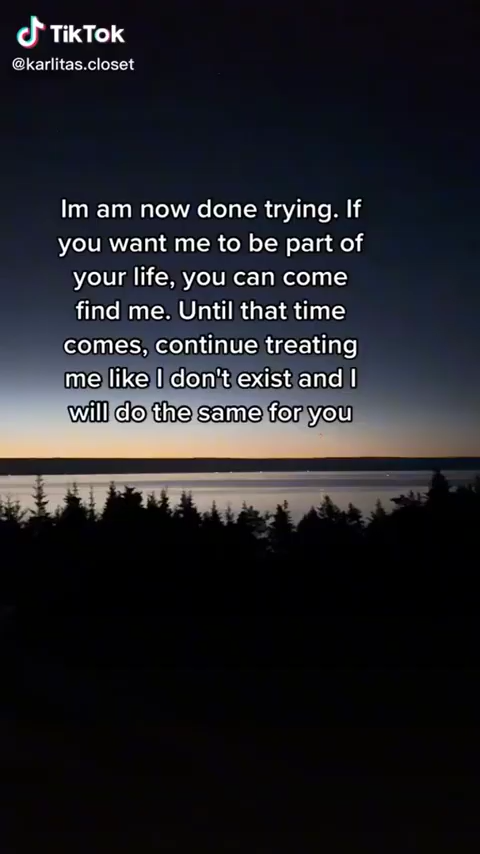 TikTok
@karlitas.closet
Im am now done trying. If
you want me to be part of
your life, you can come
find me. Until that time
comes, continue treating
me like I don't exist and I
will do the same for you